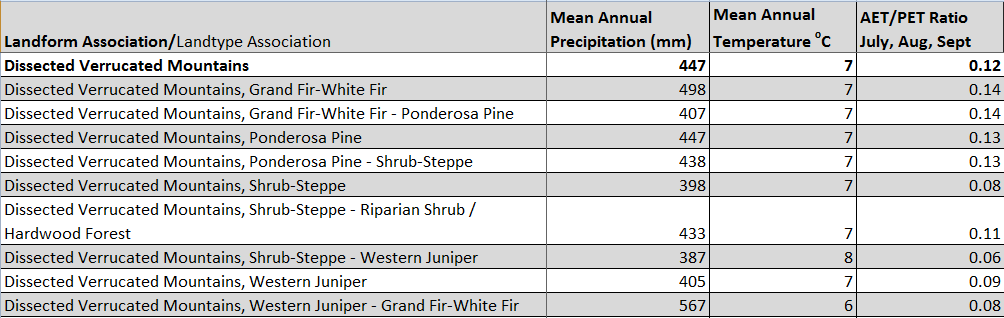 Landform Association/Landtype Association Mean Annual Precipitation (mm) Mean Annual Temperature °C AET/PET Ratio July, Aug, Sept
Dissected Verrucated Mountains 447 7 0.12
Dissected Verrucated Mountains, Grand Fir-White Fir 498 7 0.14
Dissected Verrucated Mountains, Grand Fir-White Fir - Ponderosa Pine 407 7 0.14
Dissected Verrucated Mountains, Ponderosa Pine 447 7 0.13
Dissected Verrucated Mountains, Ponderosa Pine - Shrub-Steppe 438 7 0.13
Dissected Verrucated Mountains, Shrub-Steppe 398 7 0.08
Dissected Verrucated Mountains, Shrub-Steppe - Riparian Shrub /
Hardwood Forest 433 7 0.11
Dissected Verrucated Mountains, Shrub-Steppe - Western Juniper 387 8 0.06
Dissected Verrucated Mountains, Western Juniper 405 7 0.09
Dissected Verrucated Mountains, Western Juniper - Grand Fir-White Fir 567 6 0.08